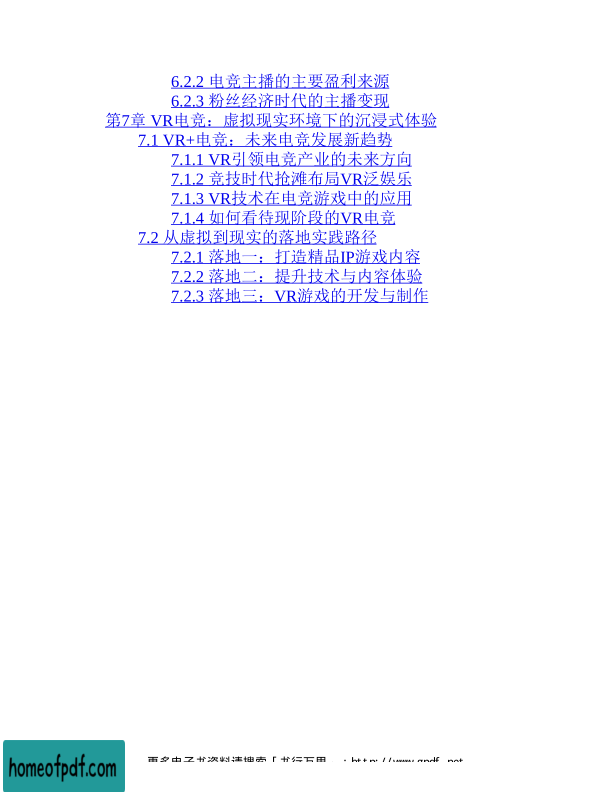 6.2.2 电竞主播的主要盈利来源
6.2.3 粉丝经济时代的主播变现
第7章 VR电竞：虚拟现实环境下的沉浸式体验
7.1 VR+电竞：未来电竞发展新趋势
7.1.1 VR引领电竞产业的未来方向
7.1.2 竞技时代抢滩布局VR泛娱乐
7.1.3 VR技术在电竞游戏中的应用
7.1.4 如何看待现阶段的VR电竞
7.2 从虚拟到现实的落地实践路径
7.2.1 落地一：打造精品IP游戏内容
7.2.2 落地二：提升技术与内容体验
7.2.3 落地三：VR游戏的开发与制作
更多电子书资料请搜索「书行万里
homeofpdf.com